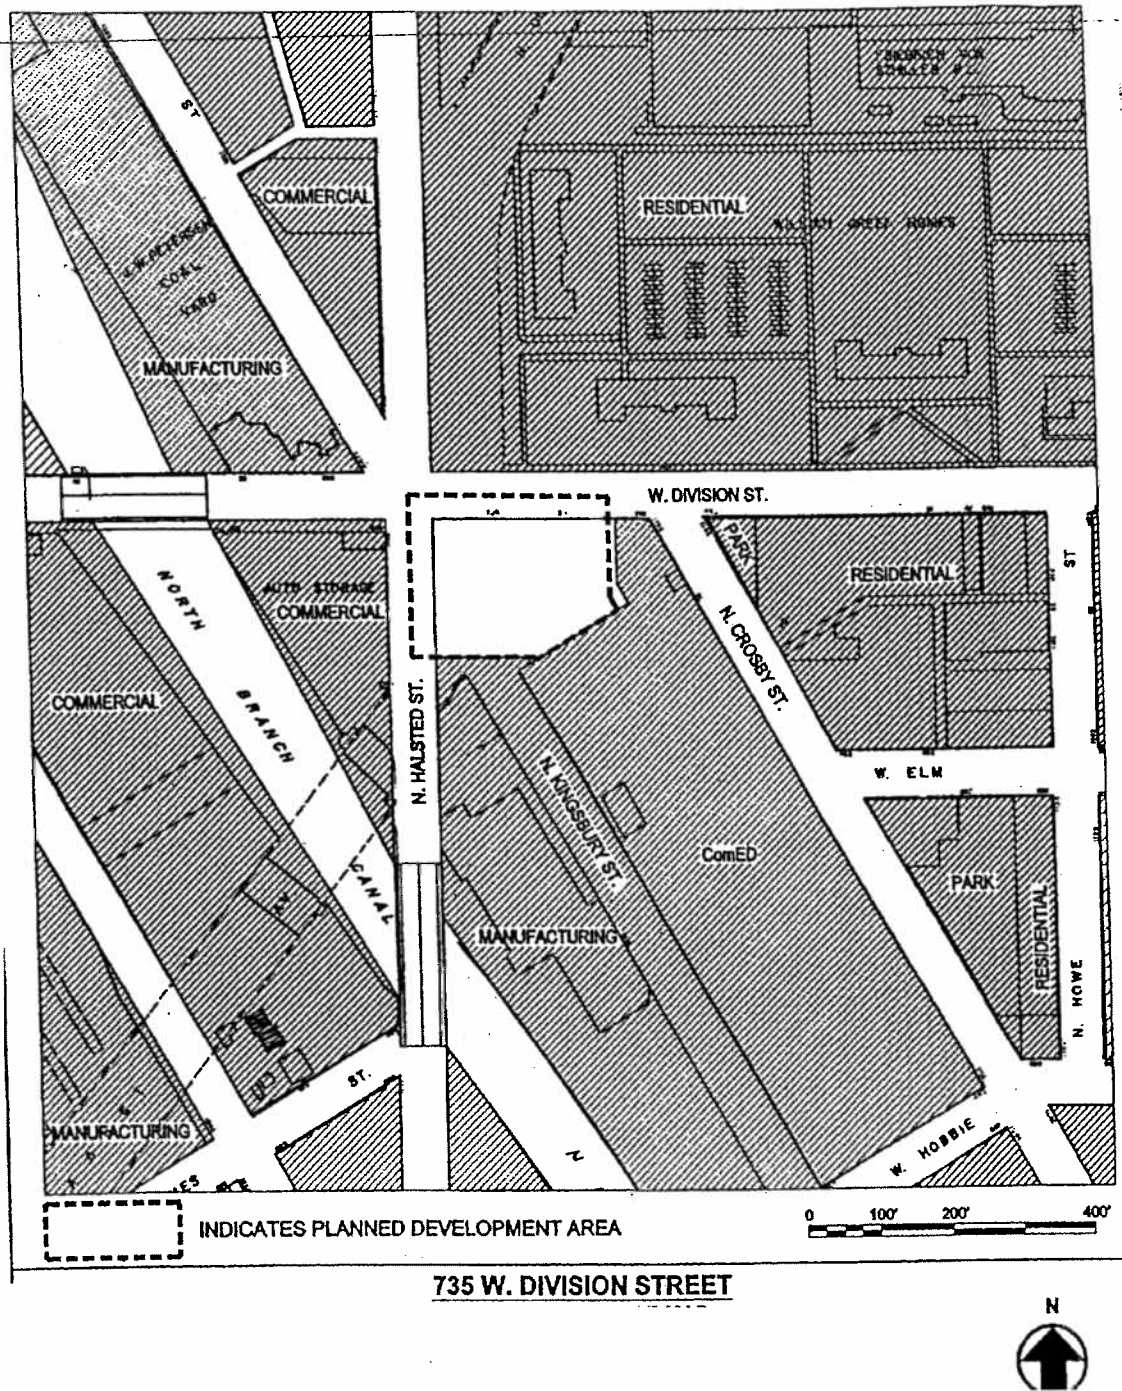 ST
COMMERCIAL
RESIDENTIAL
COAL
MANUFACTURING
W. DIVISION ST.
PARK
RESIDENTIAL
ST
NORTH
BRANCH
CANAL
AUTO STORAGE
COMMERCIAL
COMMERCIAL
N. HALSTED ST.
N. CROSBY ST.
W. ELM
N. KINGSBURY ST.
ComED
PARK
RESIDENTIAL
MANUFACTURING
N. HOWE
ST.
MANUFACTURING
W. HOBBIE
N
INDICATES PLANNED DEVELOPMENT AREA
0 100' 200' 400'
735 W. DIVISION STREET
N